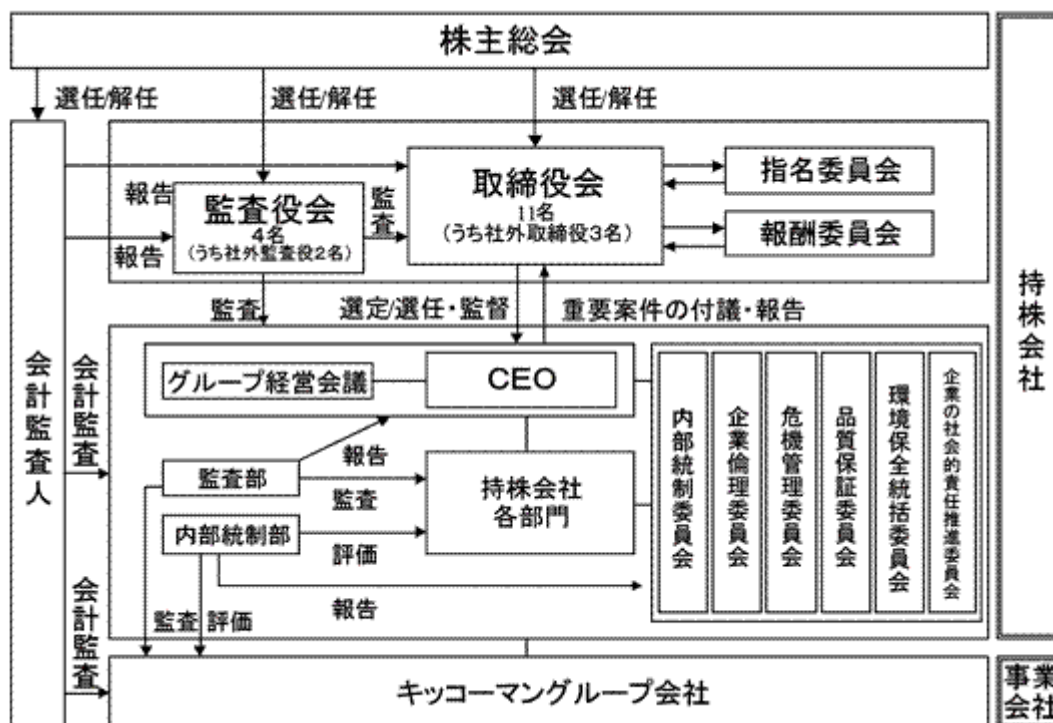 株主総会
選任/解任
選任/解任
選任/解任
報告
監査役会
4名
(うち社外監査役2名)
監査
取締役会
11名
(うち社外取締役3名)
指名委員会
報酬委員会
報告
監査
選定/選任・監督
重要案件の付議・報告
持株会社
会計監査人
会計監査
グループ経営会議
CEO
監査部
報告
監査
持株会社
各部門
内部統制部
評価
報告
内部統制委員会
企業倫理委員会
危機管理委員会
品質保証委員会
環境保全統括委員会
企業の社会的責任推進委員会
会計監査
監査
評価
キッコーマングループ会社
事業
会社